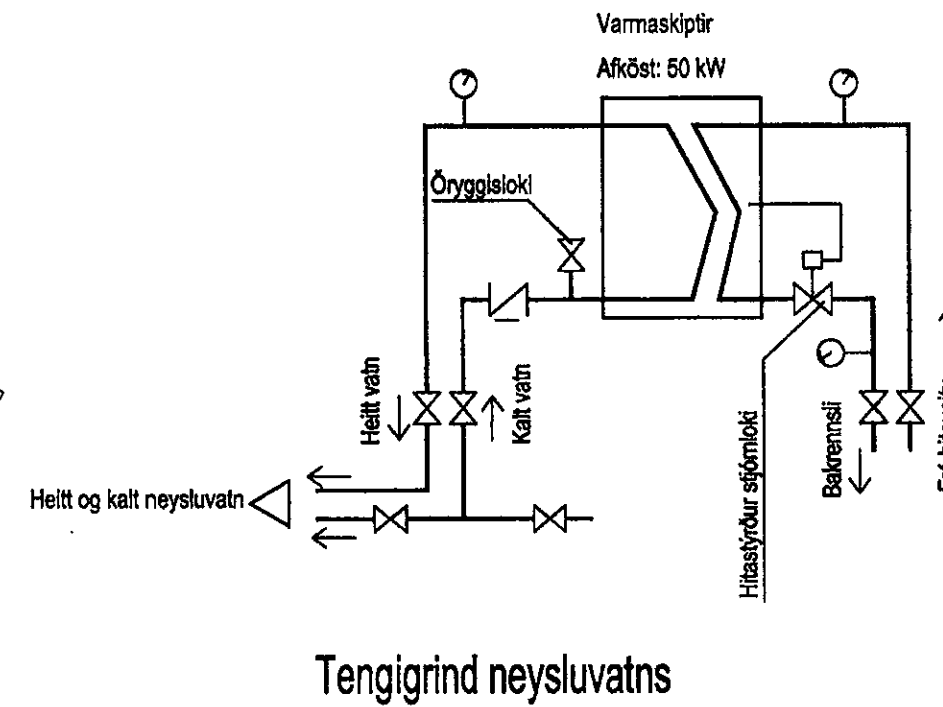 Varmaskiptir
Afköst: 50 kW
Öryggisloki
Heitt vatn
Kalt vatn
Hitastýrður stjórnloki
Bakrennsli
Heitt og kalt neysluvatn
Tengigrind neysluvatns